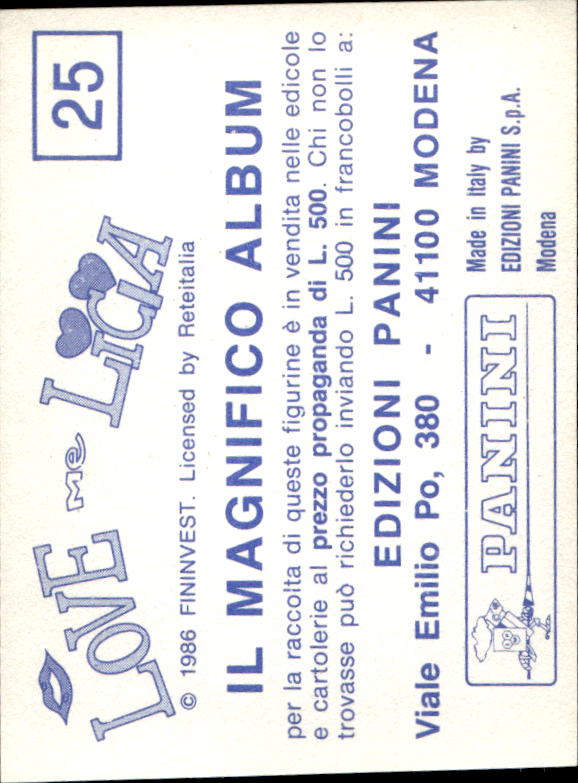 LOVE me LICIA
25
© 1986 FININVEST. Licensed by Reteitalia
IL MAGNIFICO ALBUM
per la raccolta di queste figurine è in vendita nelle edicole
e cartolerie al prezzo propaganda di L. 500. Chi non lo
trovasse può richiederlo inviando L. 500 in francobolli a:
EDIZIONI PANINI
Viale Emilio Po, 380 - 41100 MODENA
PANINI
Made in Italy by
EDIZIONI PANINI S.p.A.
Modena